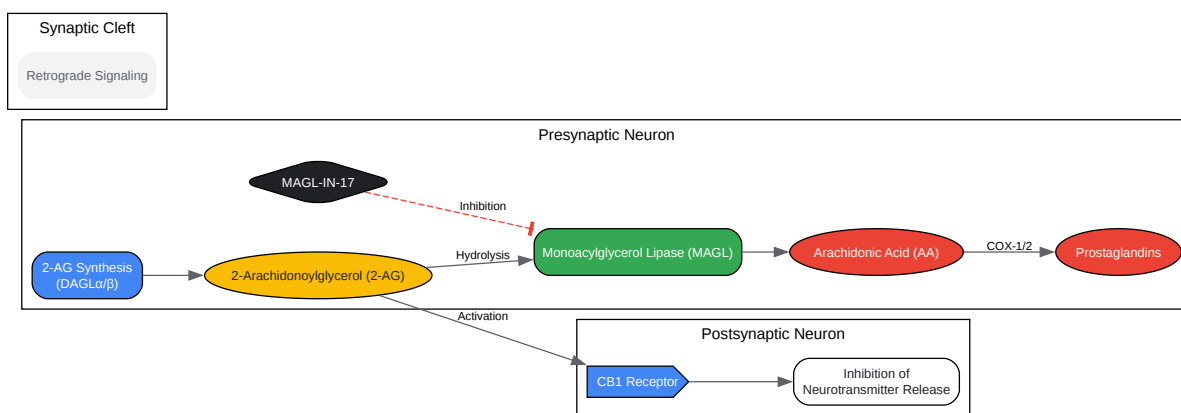 Synaptic Cleft
Retrograde Signaling
Presynaptic Neuron
MAGL-IN-17
Inhibition
2-AG Synthesis
(DAGLα/β)
2-Arachidonoylglycerol (2-AG)
Hydrolysis
Monoacylglycerol Lipase (MAGL)
Arachidonic Acid (AA)
COX-1/2
Prostaglandins
Activation
Postsynaptic Neuron
CB1 Receptor
Inhibition of
Neurotransmitter Release